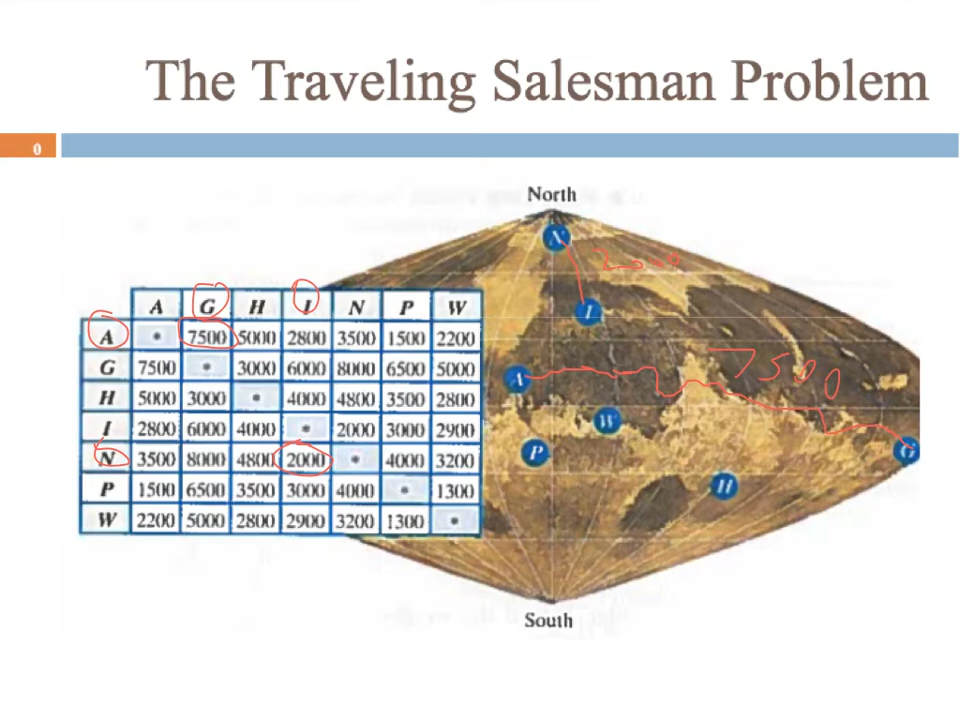 The Traveling Salesman Problem
0
North
N
2000
I
A G H I N P W
A • 7500 5000 2800 3500 1500 2200
G 7500 • 3000 6000 8000 6500 5000
H 5000 3000 • 4000 4800 3500 2800
I 2800 6000 4000 • 2000 3000 2900
N 3500 8000 4800 2000 • 4000 3200
P 1500 6500 3500 3000 4000 • 1300
W 2200 5000 2800 2900 3200 1300 •
7500
A
W
P
G
H
South